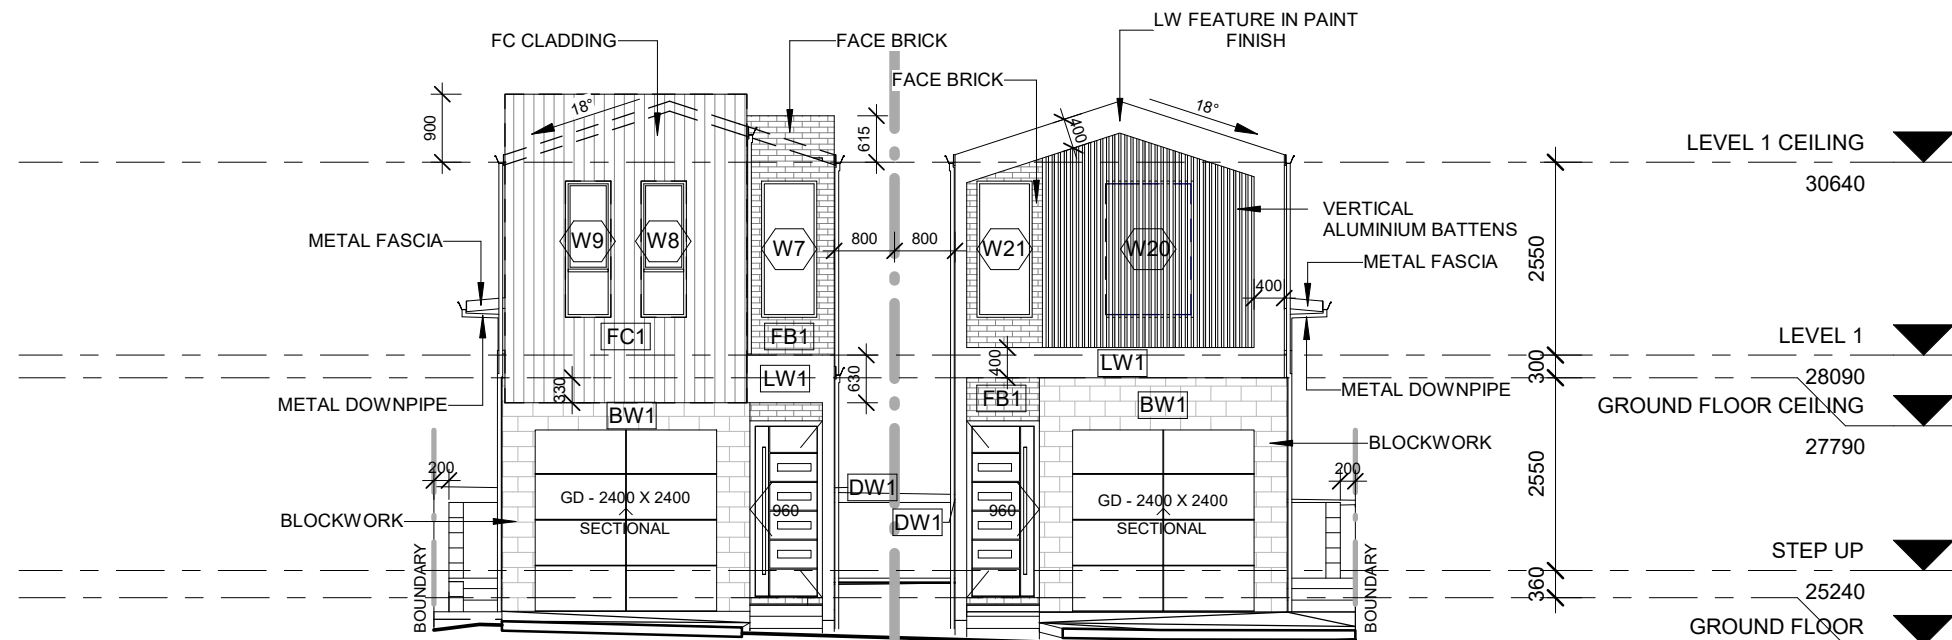 LW FEATURE IN PAINT
FINISH
FC CLADDING
FACE BRICK
FACE BRICK
900
18°
615
400
18°
LEVEL 1 CEILING
30640
METAL FASCIA
W9
W8
W7
800
800
W21
W20
VERTICAL
ALUMINIUM BATTENS
METAL FASCIA
2550
400
FC1
FB1
LEVEL 1
28090
LW1
630
400
LW1
300
330
METAL DOWNPIPE
BW1
FB1
BW1
METAL DOWNPIPE
GROUND FLOOR CEILING
27790
BLOCKWORK
200
200
2550
GD - 2400 X 2400
SECTIONAL
DW1
960
DW1
960
GD - 2400 X 2400
SECTIONAL
BLOCKWORK
BOUNDARY
BOUNDARY
STEP UP
25240
360
GROUND FLOOR